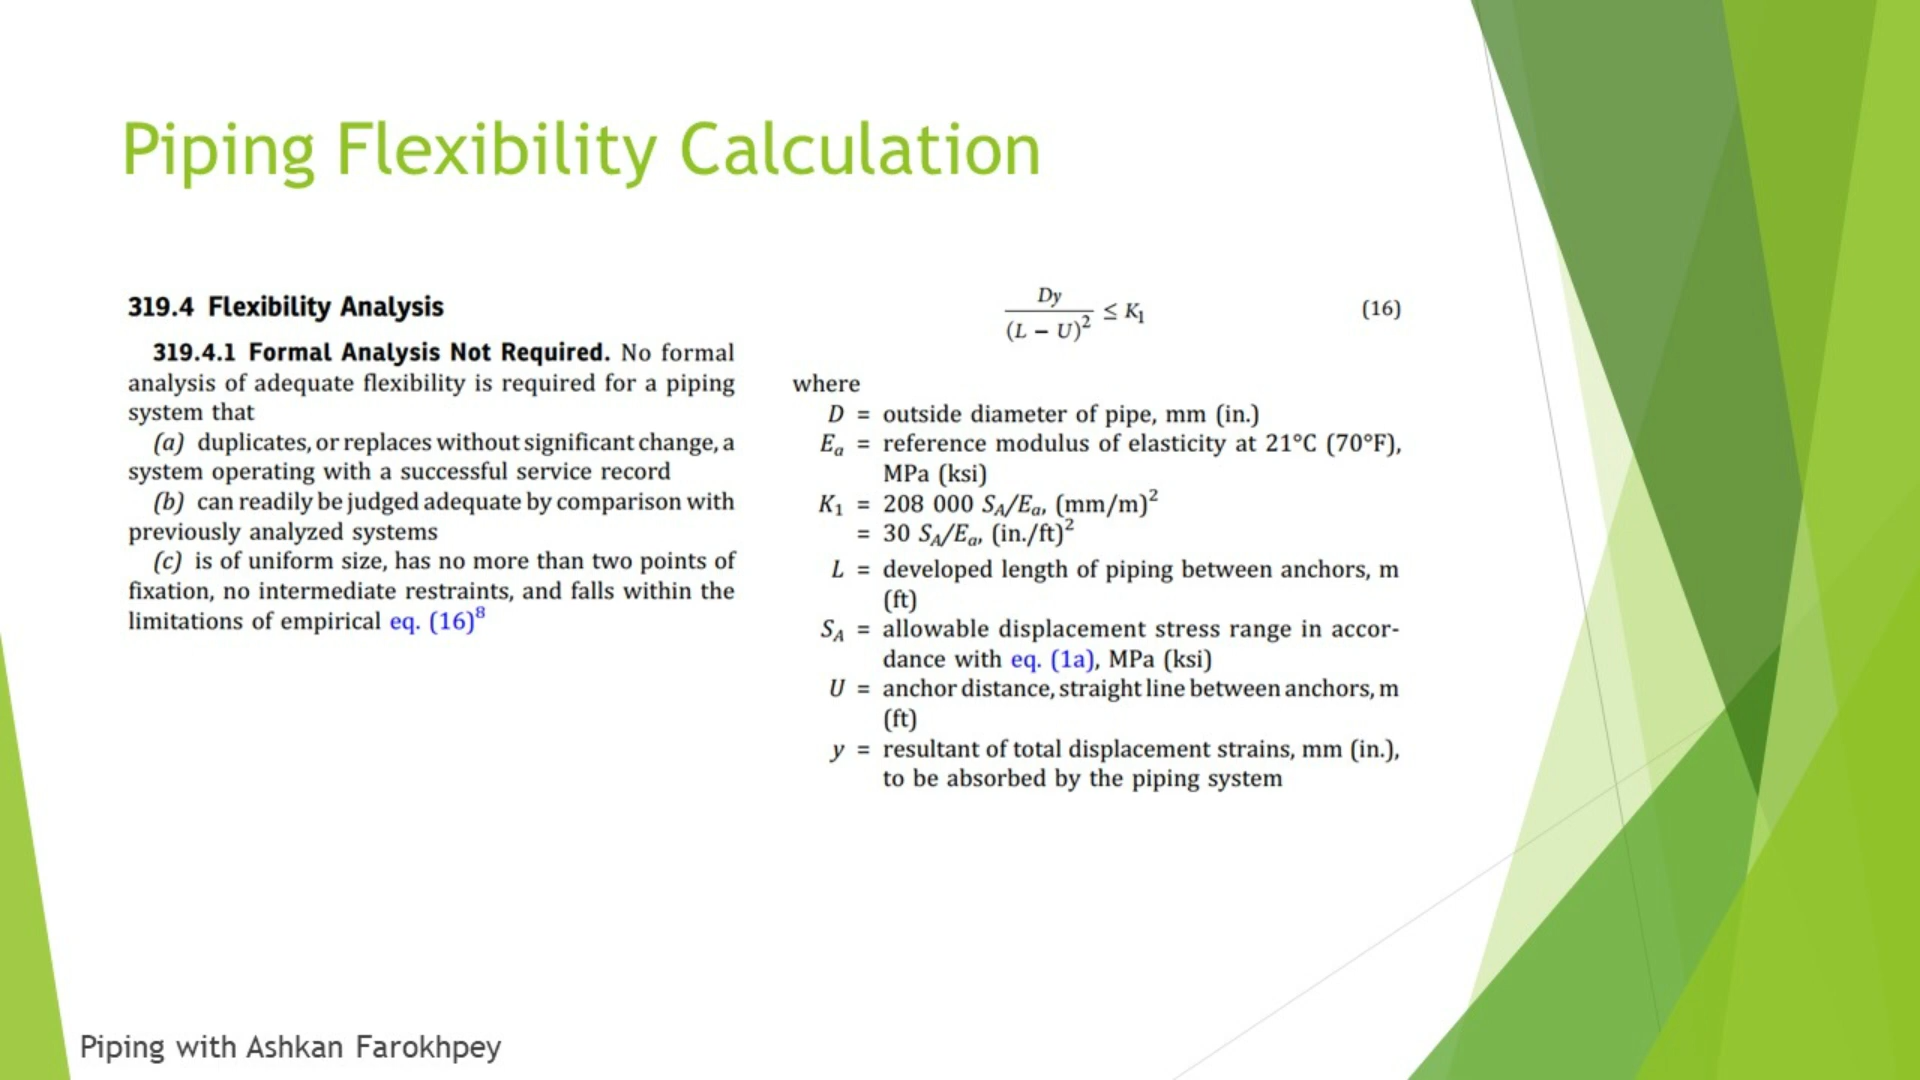 Piping Flexibility Calculation
319.4 Flexibility Analysis
319.4.1 Formal Analysis Not Required. No formal
analysis of adequate flexibility is required for a piping
system that
(a) duplicates, or replaces without significant change, a
system operating with a successful service record
(b) can readily be judged adequate by comparison with
previously analyzed systems
(c) is of uniform size, has no more than two points of
fixation, no intermediate restraints, and falls within the
limitations of empirical eq. (16)⁸
Dy
(L – U)² ≤ K₁ (16)
where
D = outside diameter of pipe, mm (in.)
Eₐ = reference modulus of elasticity at 21°C (70°F),
MPa (ksi)
K₁ = 208 000 S_A/Eₐ, (mm/m)²
= 30 S_A/Eₐ, (in./ft)²
L = developed length of piping between anchors, m
(ft)
S_A = allowable displacement stress range in accor-
dance with eq. (1a), MPa (ksi)
U = anchor distance, straight line between anchors, m
(ft)
y = resultant of total displacement strains, mm (in.),
to be absorbed by the piping system
Piping with Ashkan Farokhpey